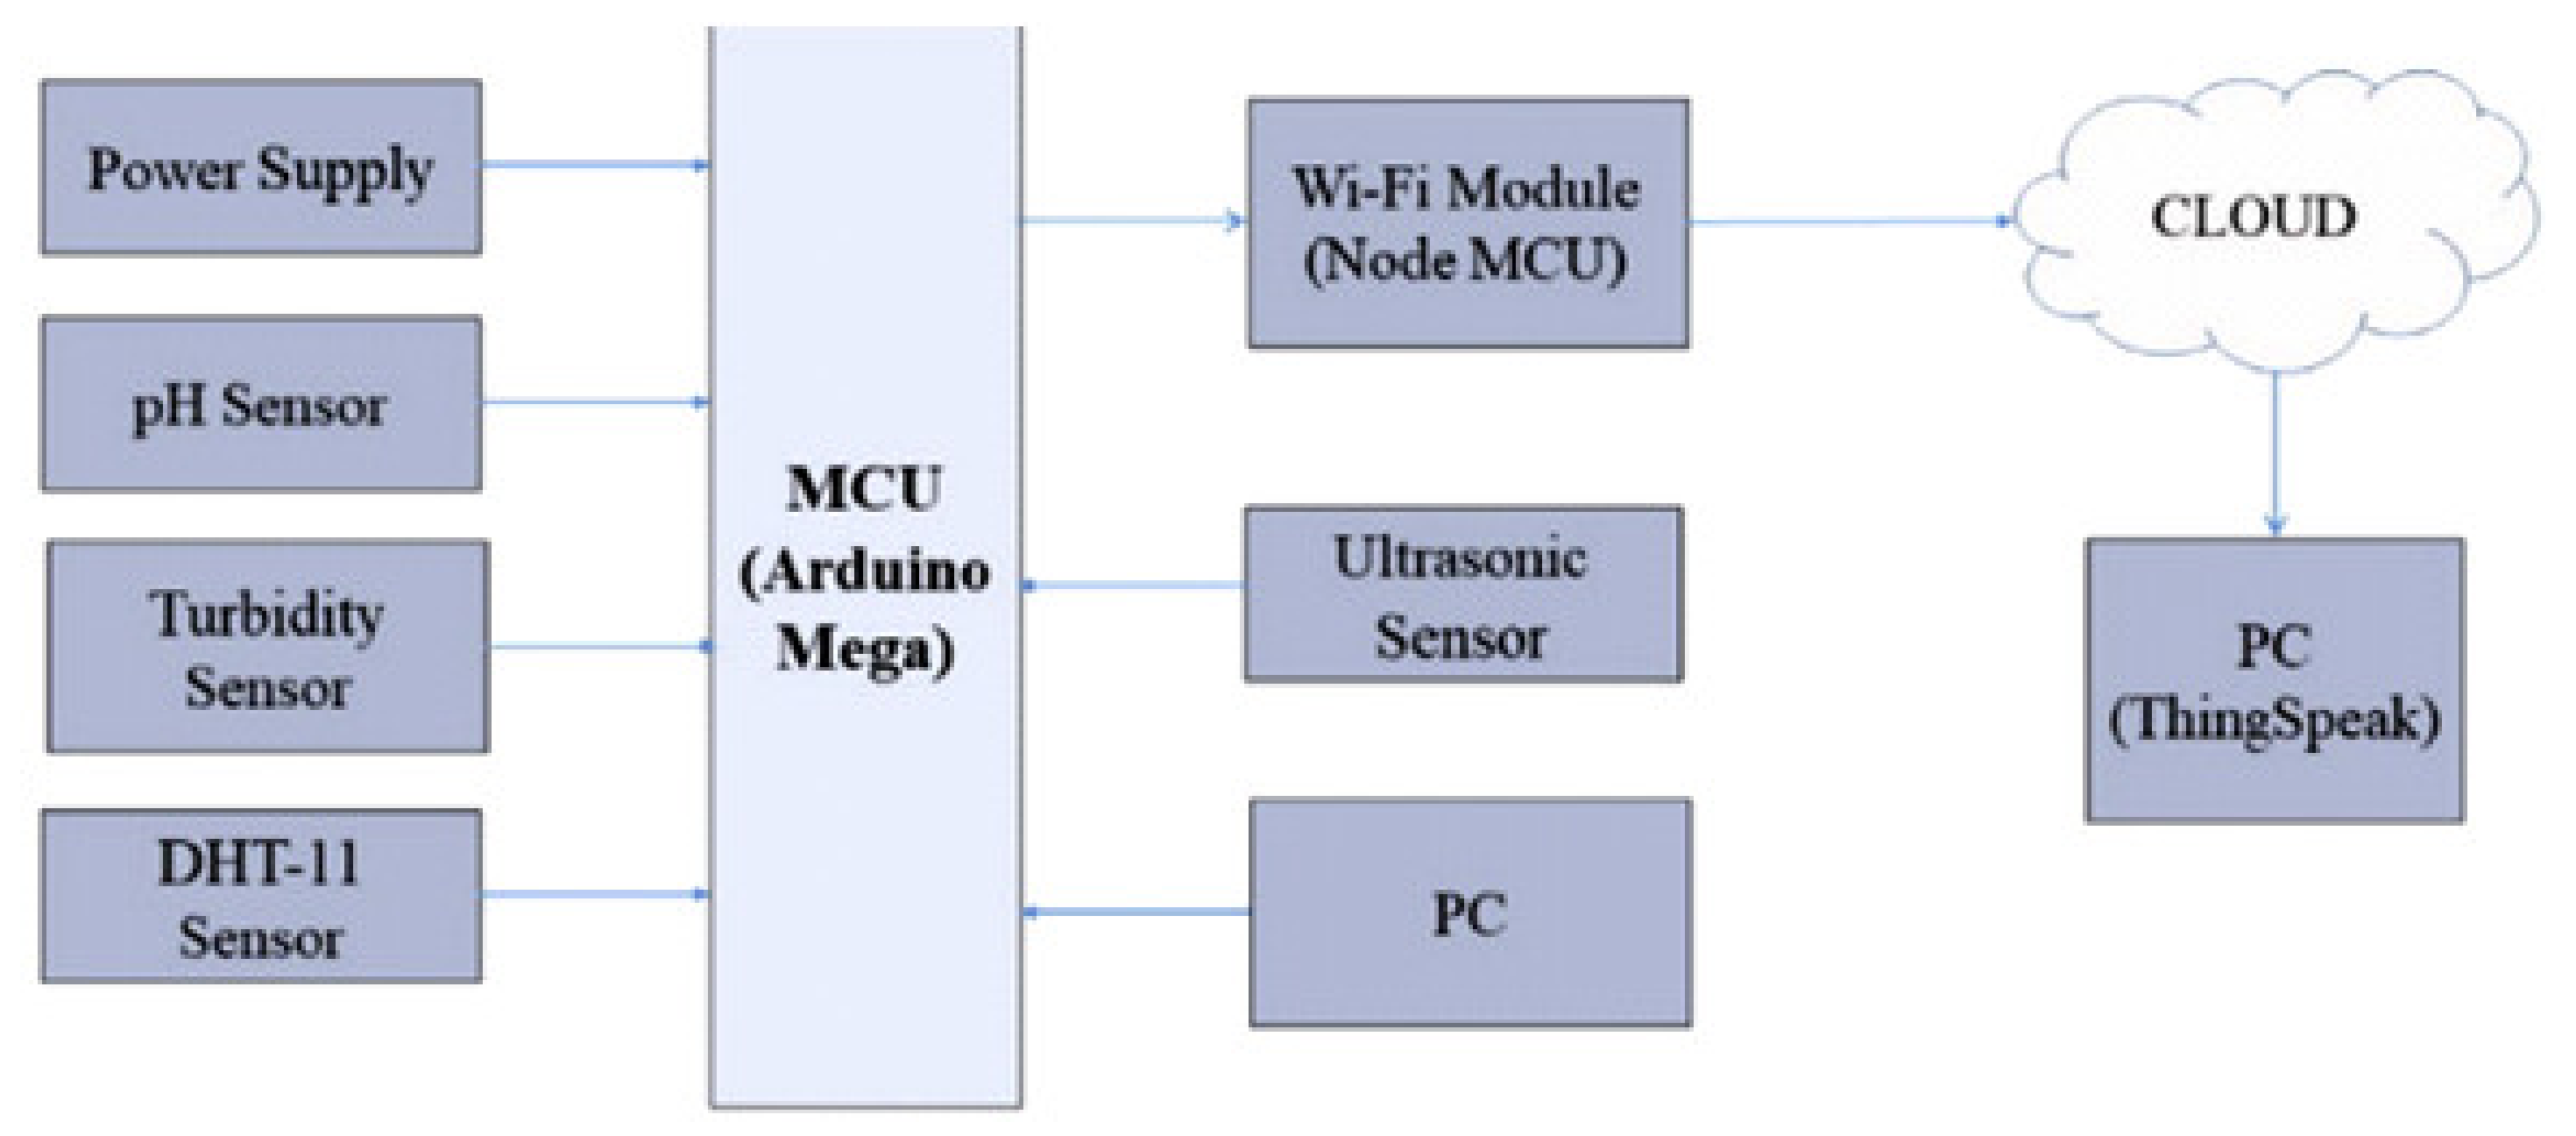 Power Supply
pH Sensor
Turbidity
Sensor
DHT-11
Sensor
MCU
(Arduino
Mega)
Wi-Fi Module
(Node MCU)
Ultrasonic
Sensor
PC
CLOUD
PC
(ThingSpeak)